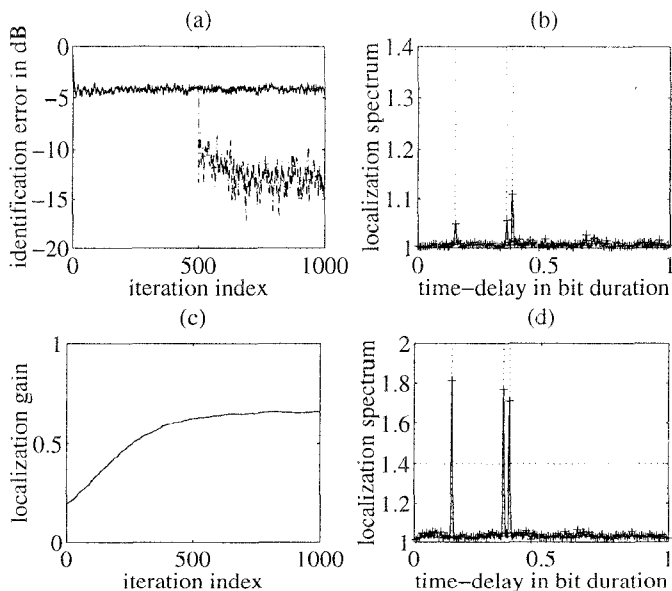 (a)
identification error in dB
0
−5
−10
−15
−20
0
500
1000
iteration index
(b)
localization spectrum
1.4
1.3
1.2
1.1
1
0
0.5
1
time−delay in bit duration
(c)
localization gain
1
0.5
0
0
500
1000
iteration index
(d)
localization spectrum
2
1.8
1.6
1.4
1.2
1
0
0.5
1
time−delay in bit duration